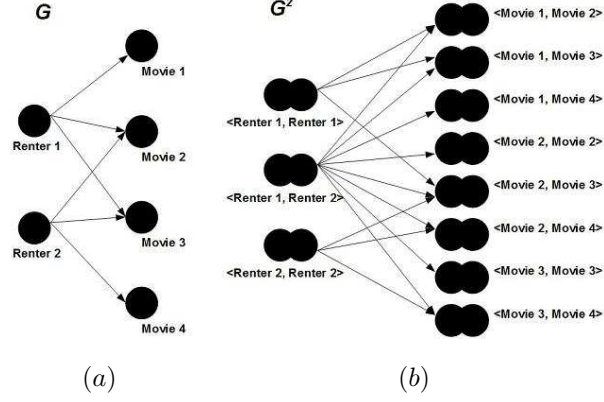 G
Movie 1
Renter 1
Movie 2
Renter 2
Movie 3
Movie 4
(a)
G²
<Movie 1, Movie 2>
<Movie 1, Movie 3>
<Renter 1, Renter 1>
<Movie 1, Movie 4>
<Movie 2, Movie 2>
<Renter 1, Renter 2>
<Movie 2, Movie 3>
<Movie 2, Movie 4>
<Renter 2, Renter 2>
<Movie 3, Movie 3>
<Movie 3, Movie 4>
(b)